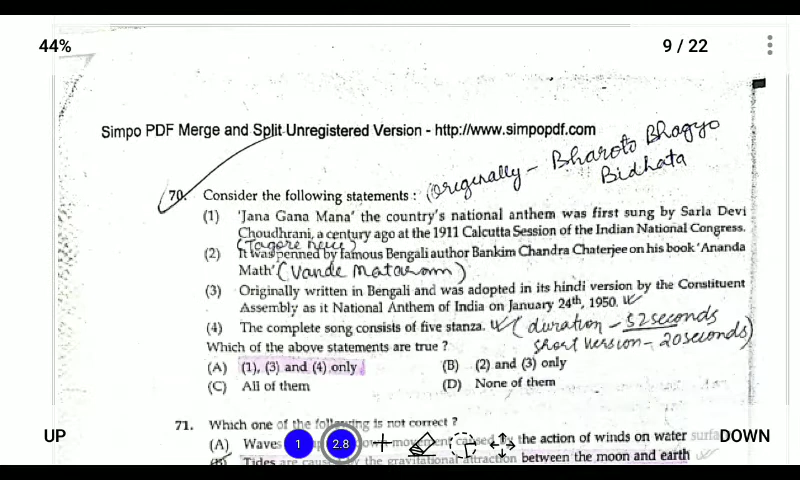 44%
9 / 22
Simpo PDF Merge and Split Unregistered Version - http://www.simpopdf.com
(Originally - Bharoto Bhagyo
Bidhata
70. Consider the following statements :
(1) 'Jana Gana Mana' the country's national anthem was first sung by Sarla Devi
Choudhrani, a century ago at the 1911 Calcutta Session of the Indian National Congress.
(Tagore
(2) It was penned by famous Bengali author Bankim Chandra Chaterjee on his book 'Ananda
Math' (Vande Mataram)
(3) Originally written in Bengali and was adopted in its hindi version by the Constituent
Assembly as it National Anthem of India on January 24th, 1950.
(4) The complete song consists of five stanza. (duration - 52 seconds
short version - 20 seconds)
Which of the above statements are true ?
(A) (1), (3) and (4) only
(B) (2) and (3) only
(C) All of them
(D) None of them
71. Which one of the following is not correct ?
(A) Waves the action of winds on water
UP
1
2.8
DOWN
Tides are caused by the gravitational attraction between the moon and earth